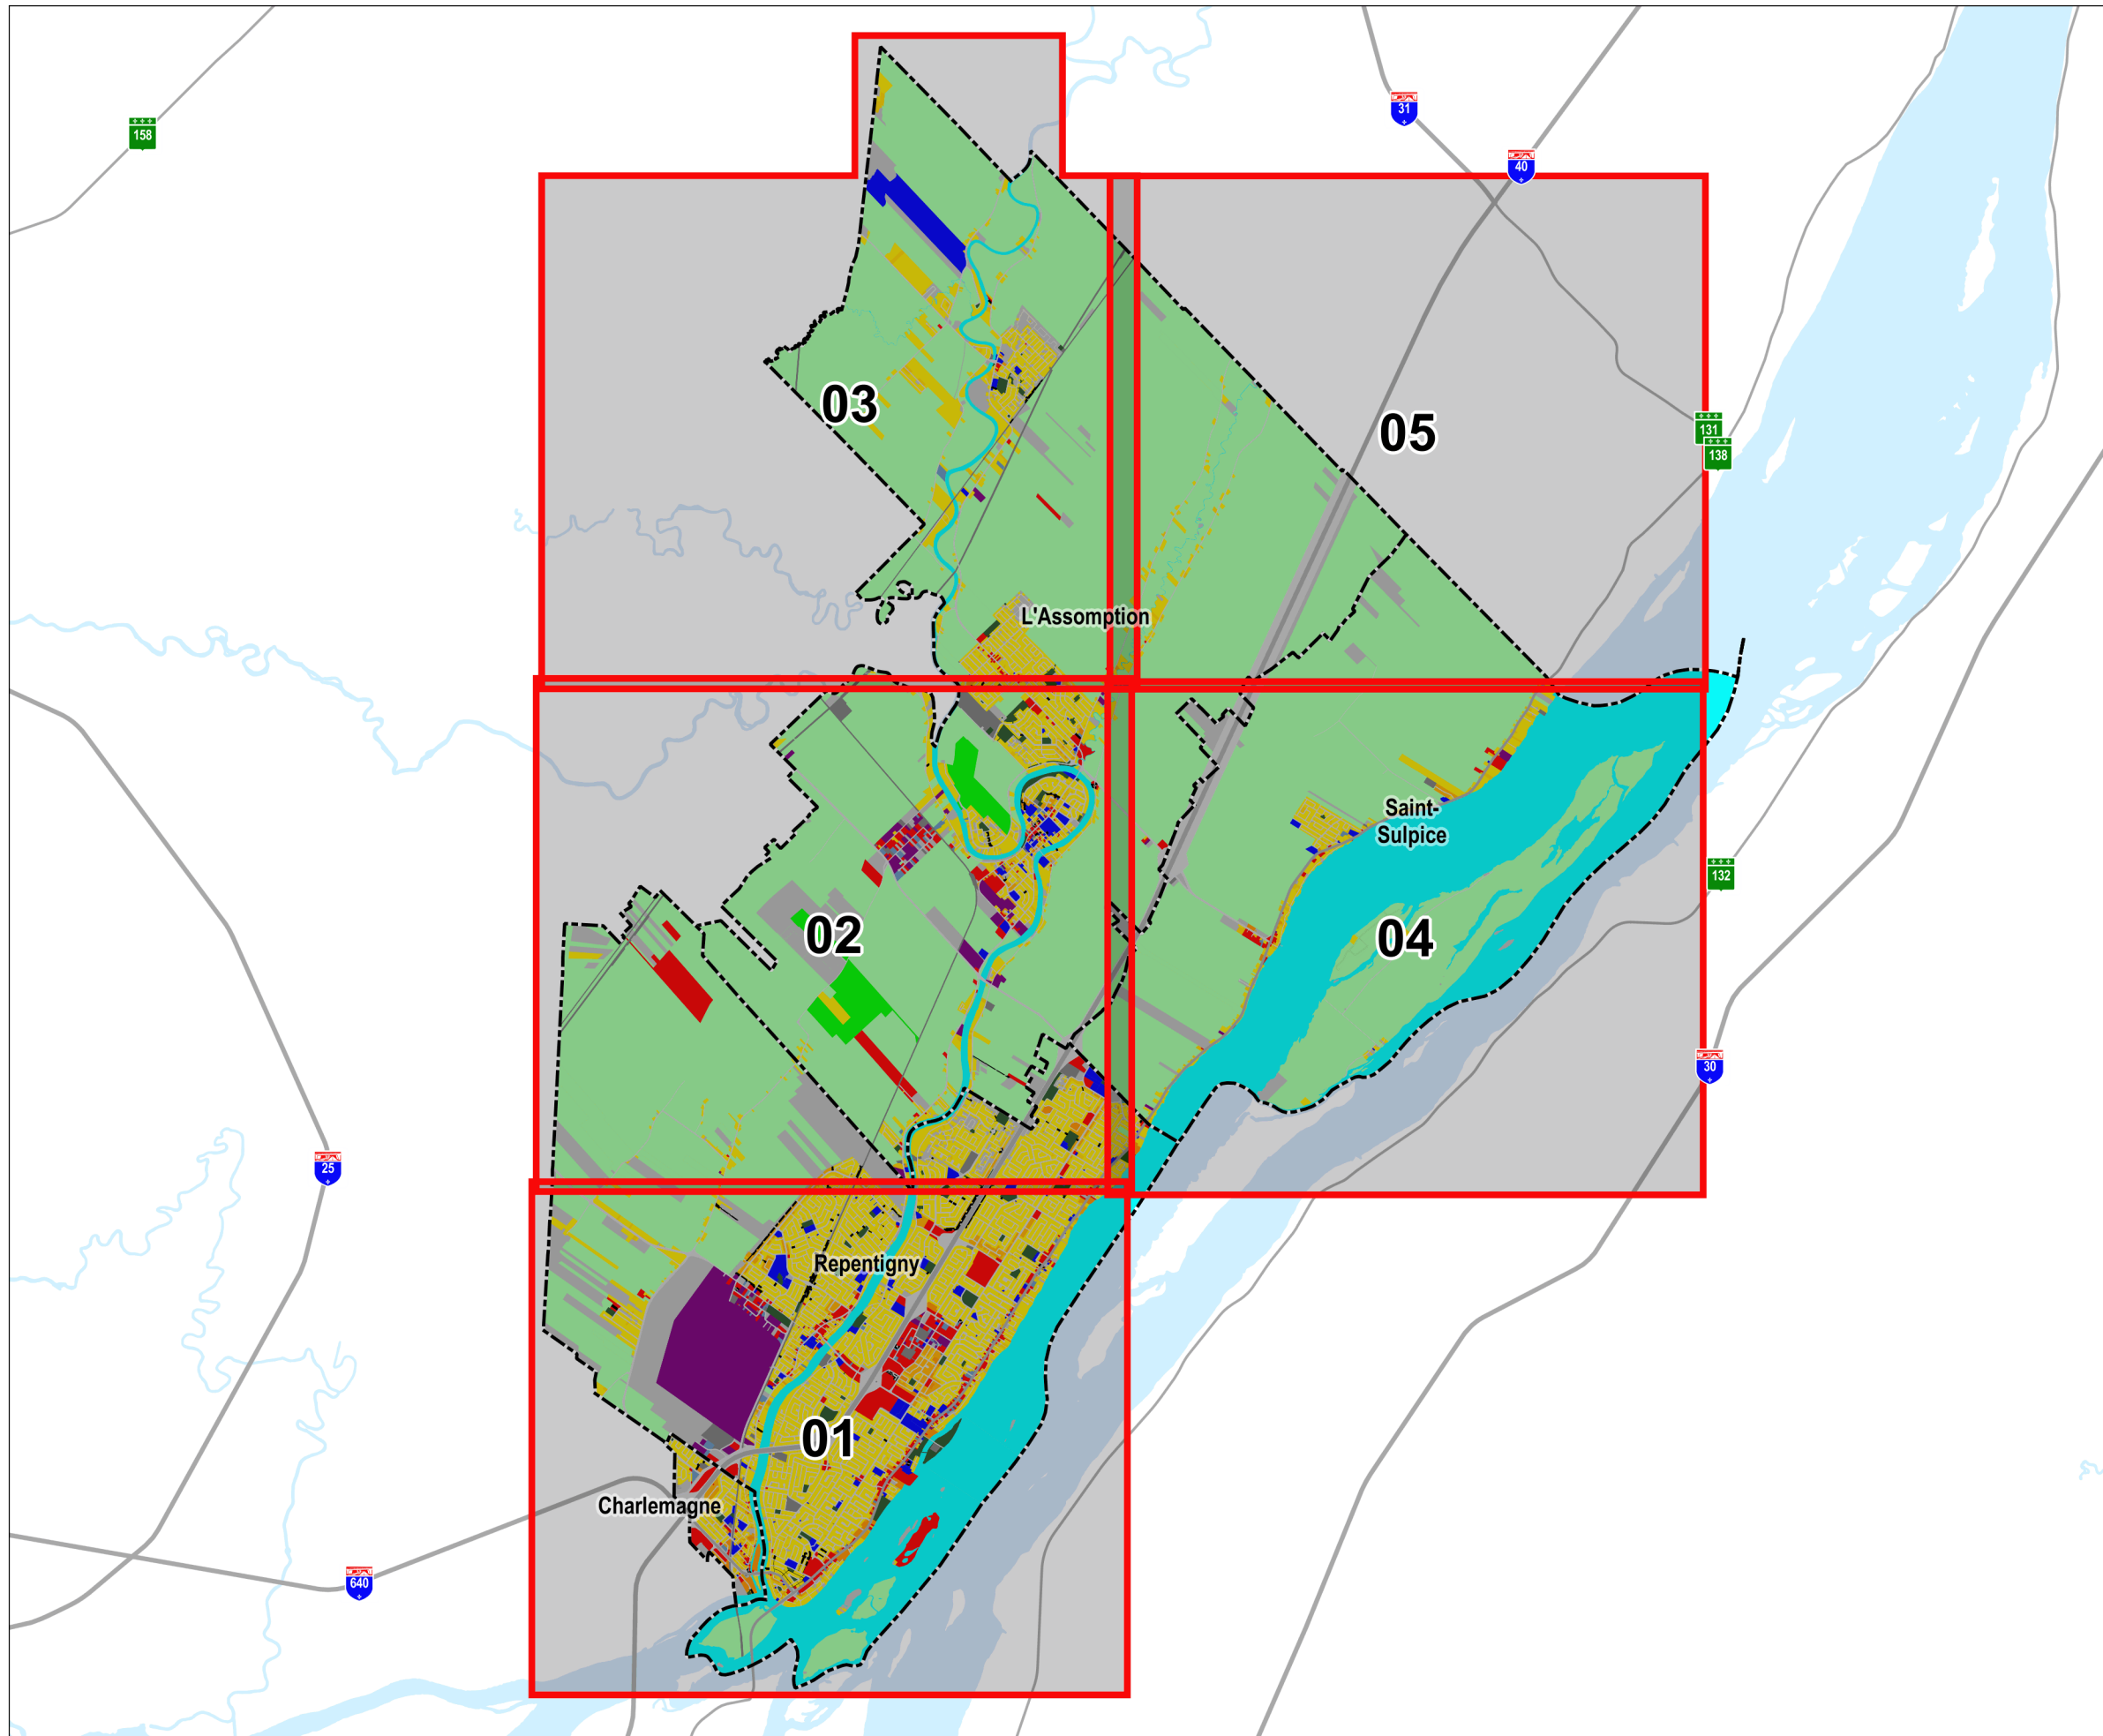 31
158
40
03
05
131
138
L'Assomption
Saint-
Sulpice
132
02
04
30
25
Repentigny
01
Charlemagne
640